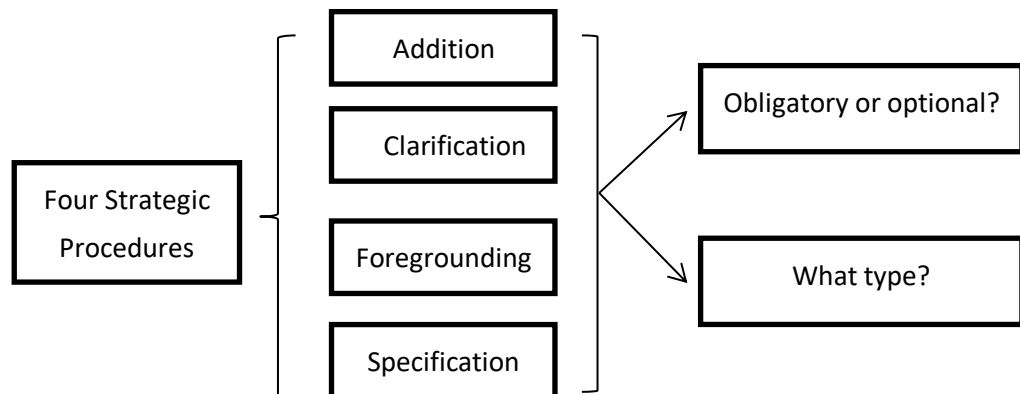 Four Strategic
Procedures
Addition
Clarification
Foregrounding
Specification
Obligatory or optional?
What type?